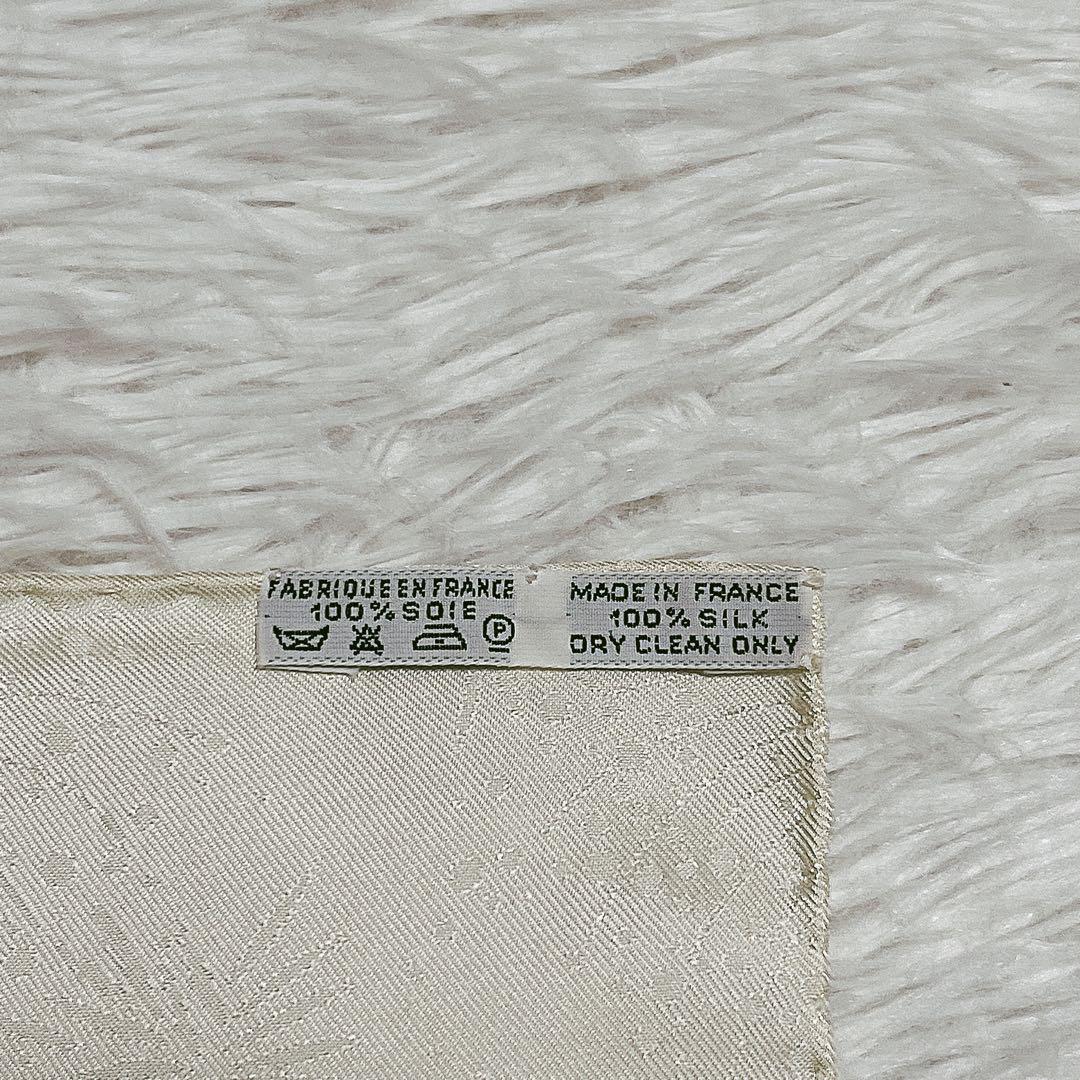 FABRIQUE EN FRANCE
100% SOIE
P
MADE IN FRANCE
100% SILK
DRY CLEAN ONLY